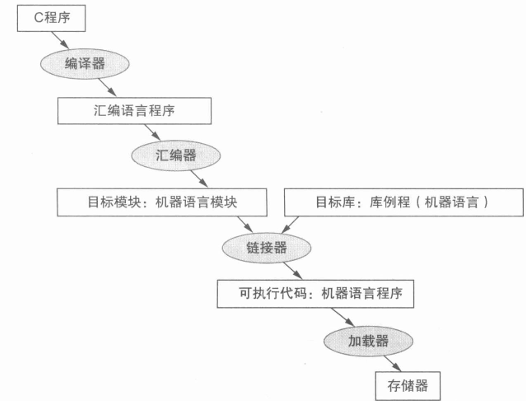 C程序
编译器
汇编语言程序
汇编器
目标模块：机器语言模块
目标库：库例程（机器语言）
链接器
可执行代码：机器语言程序
加载器
存储器